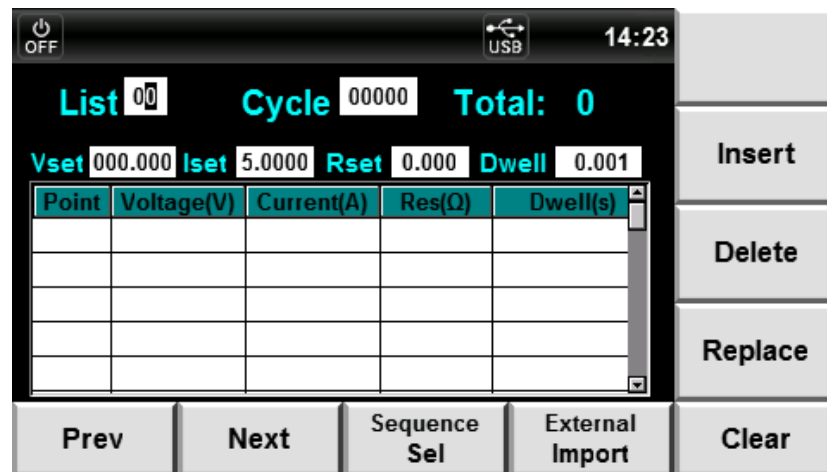 OFF USB 14:23
List 00 Cycle 00000 Total: 0
Vset 000.000 Iset 5.0000 Rset 0.000 Dwell 0.001
Point Voltage(V) Current(A) Res(Ω) Dwell(s)
Insert
Delete
Replace
Prev
Next
Sequence
Sel
External
Import
Clear